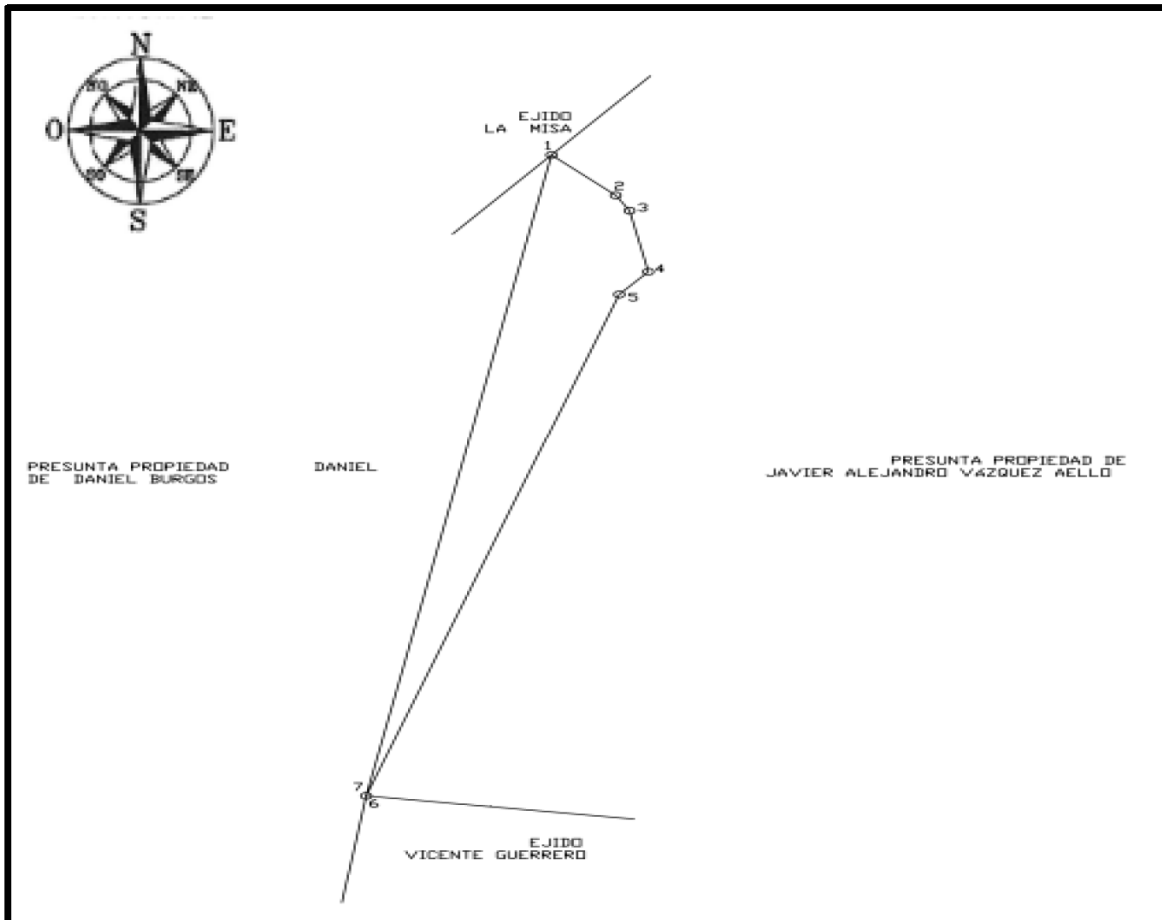 N
NO NE
O E
SO SE
S
EJIDO
LA MISA
1
2
3
4
5
PRESUNTA PROPIEDAD
DE DANIEL BURGOS
DANIEL
PRESUNTA PROPIEDAD DE
JAVIER ALEJANDRO VÁZQUEZ AELLO
7
6
EJIDO
VICENTE GUERRERO